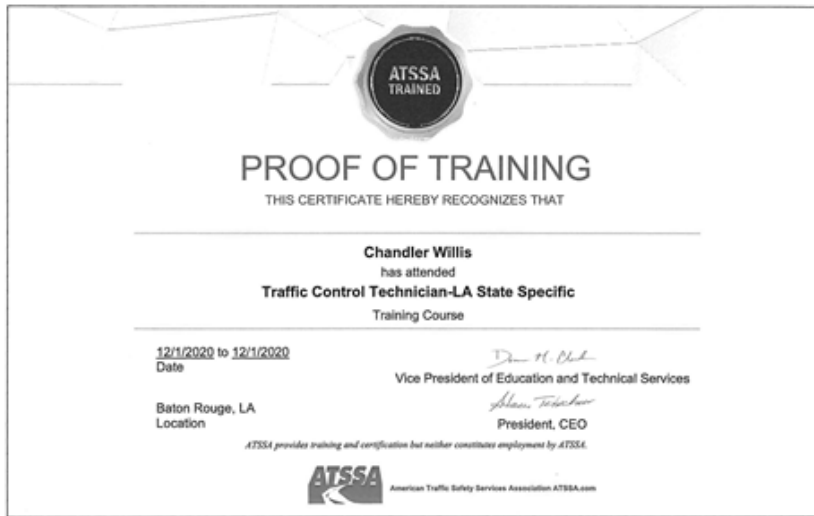 ATSSA
TRAINED
PROOF OF TRAINING
THIS CERTIFICATE HEREBY RECOGNIZES THAT
Chandler Willis
has attended
Traffic Control Technician-LA State Specific
Training Course
12/1/2020 to 12/1/2020
Date
Vice President of Education and Technical Services
Baton Rouge, LA
Location
President, CEO
ATSSA provides training and certification but neither constitutes employment by ATSSA.
ATSSA
American Traffic Safety Services Association ATSSA.com